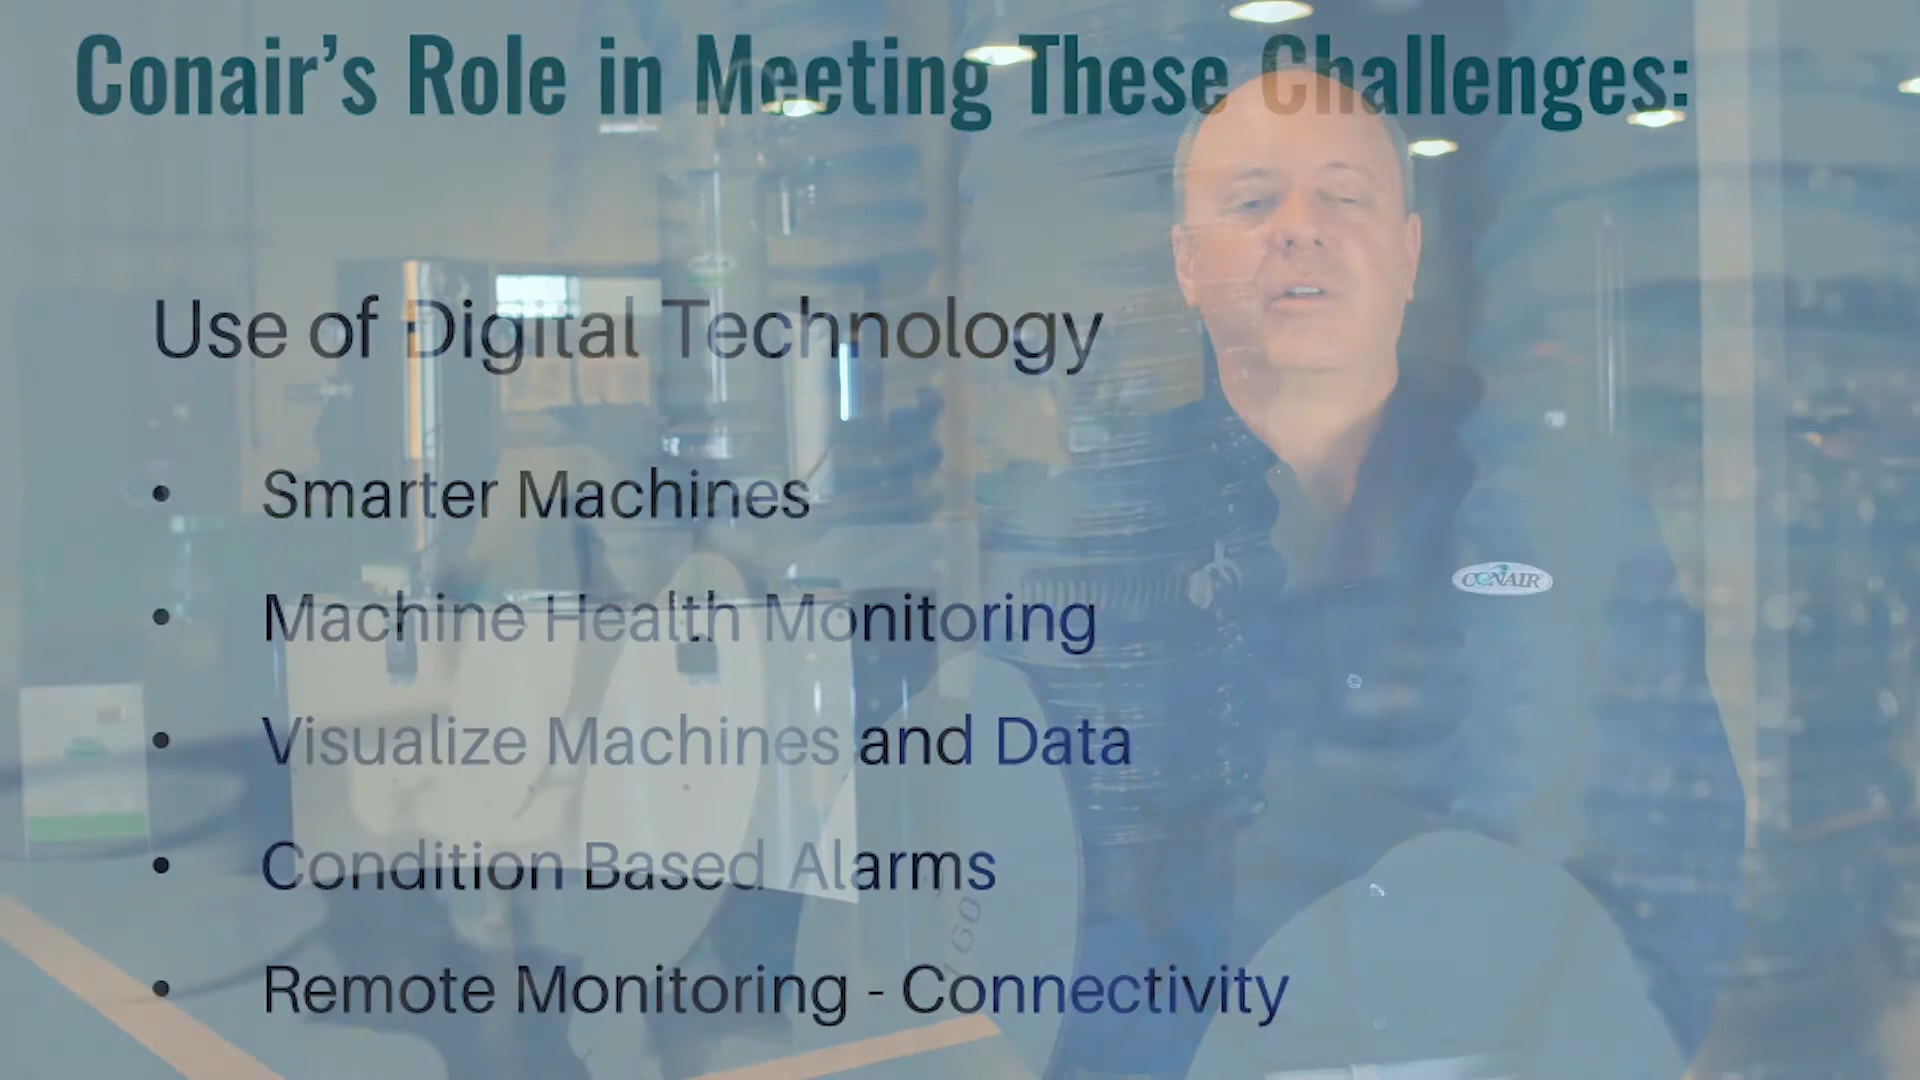 Conair's Role in Meeting These Challenges:
Use of Digital Technology
• Smarter Machines
• Machine Health Monitoring
• Visualize Machines and Data
• Condition Based Alarms
• Remote Monitoring - Connectivity
CONAIR
160